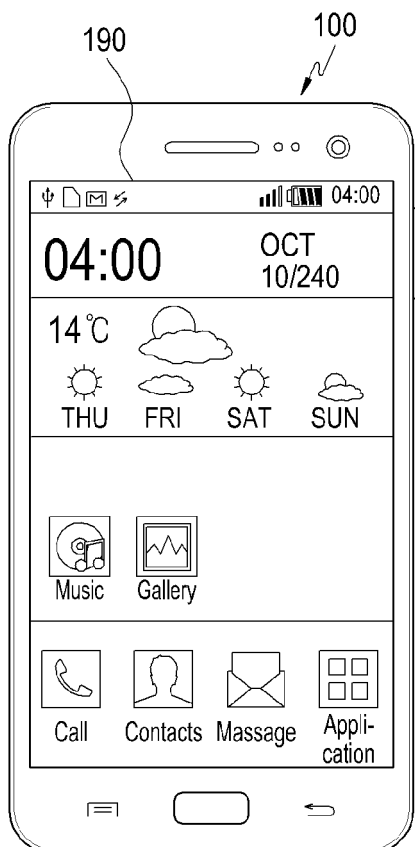 190
100
04:00
04:00
OCT
10/240
14°C
THU FRI SAT SUN
Music Gallery
Call Contacts Massage Appli-
cation